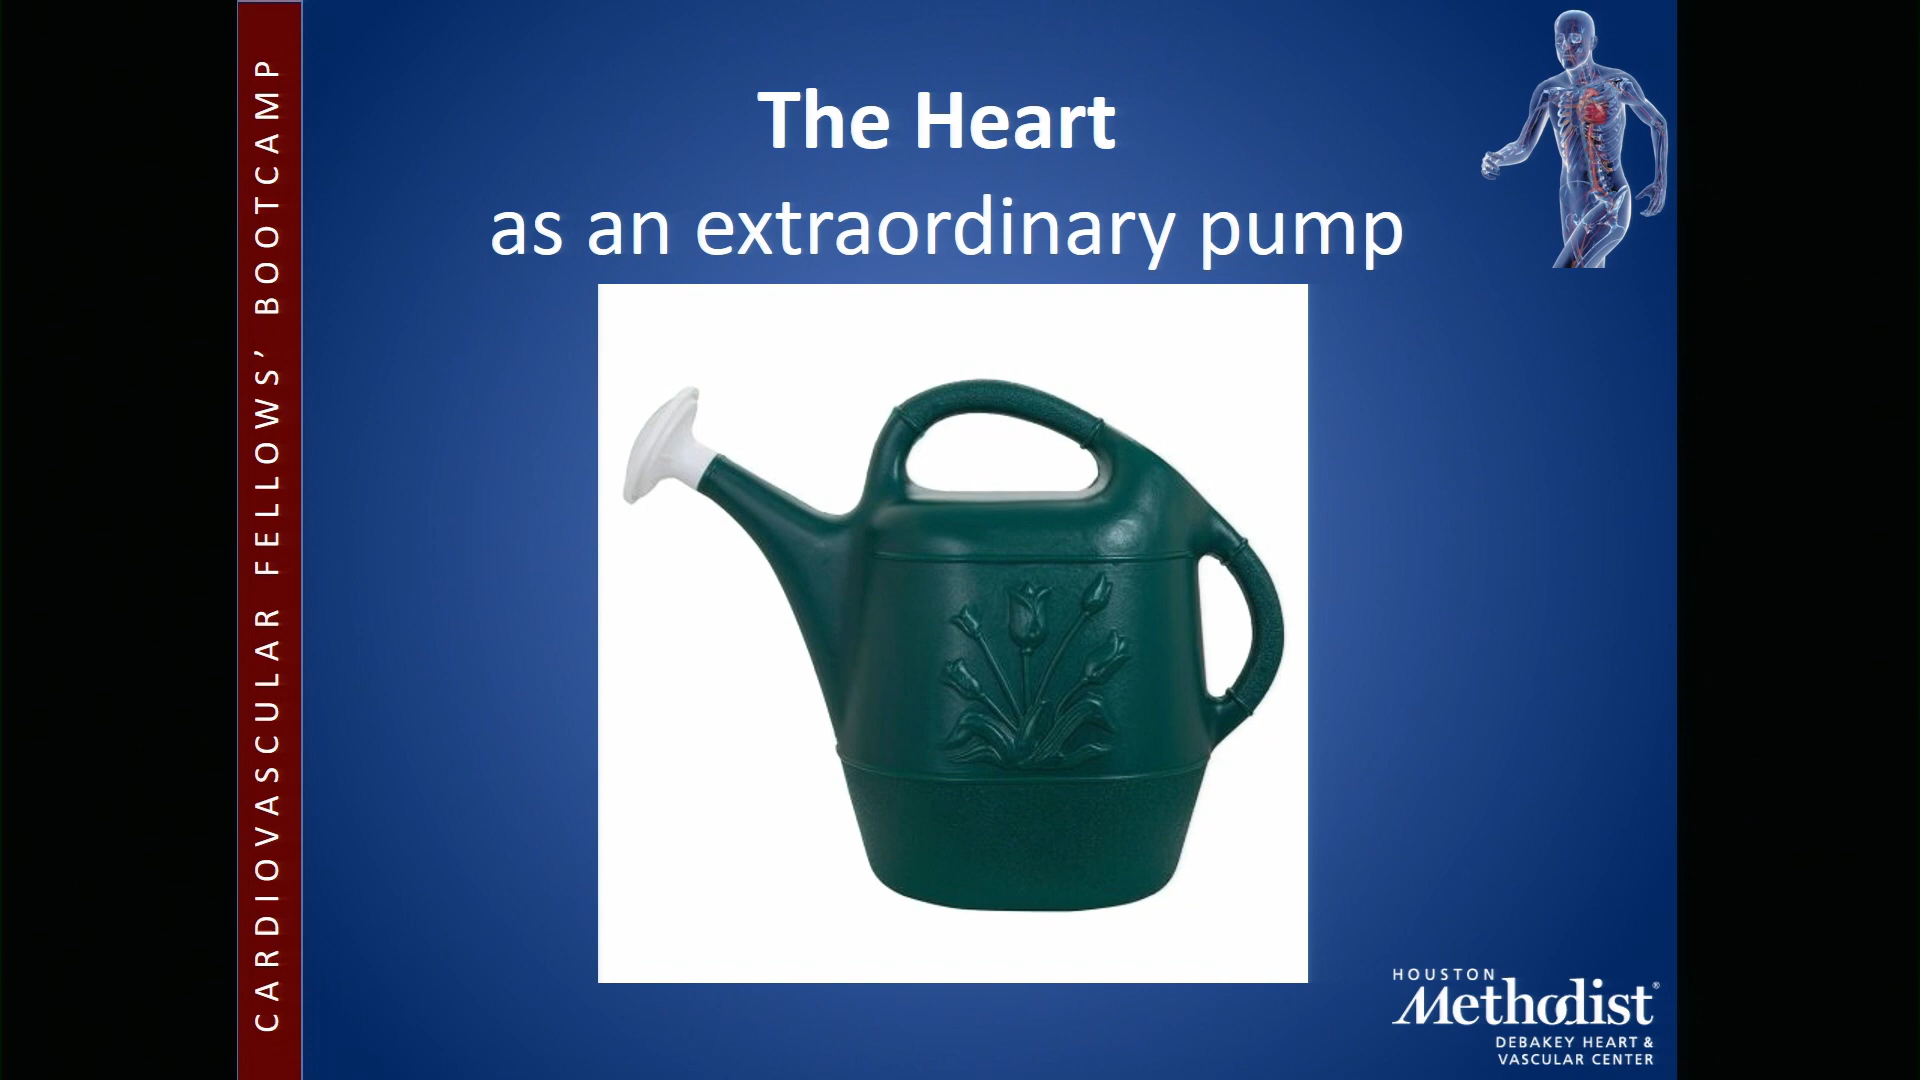 CARDIOVASCULAR FELLOWS’ BOOTCAMP
The Heart
as an extraordinary pump
HOUSTON
Methodist®
DEBAKEY HEART &
VASCULAR CENTER